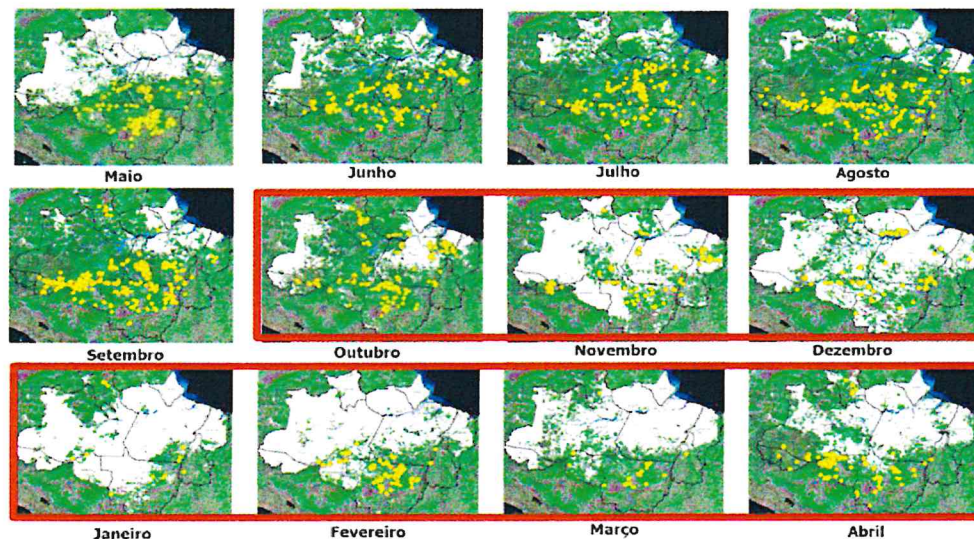 Maio Junho Julho Agosto
Setembro Outubro Novembro Dezembro
Janeiro Fevereiro Março Abril